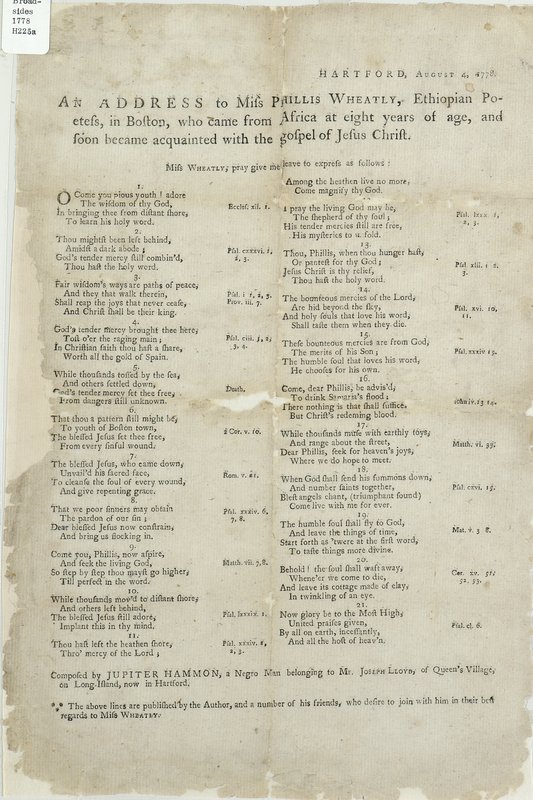 Broad-
sides
1778
H225a
HARTFORD, AUGUST 4, 1778.
AN ADDRESS to Miſs PHILLIS WHEATLY, Ethiopian Po-
eteſs, in Boſton, who came from Africa at eight years of age, and
ſoon became acquainted with the goſpel of Jeſus Chriſt.
Miſs WHEATLY; pray give me leave to expreſs as follows:
1.
O Come you pious youth! adore
The wiſdom of thy God,
Eccleſ. xii. 1.
In bringing thee from diſtant ſhore,
To learn his holy word.
2.
Thou mightſt been left behind,
Amidſt a dark abode;
Pſal. cxxxvi. 1,
2, 3.
God's tender mercy ſtill combin'd,
Thou haſt the holy word.
3.
Fair wiſdom's ways are paths of peace,
And they that walk therein,
Pſal. i. 1, 2, 3.
Prov. iii. 7.
Shall reap the joys that never ceaſe,
And Chriſt ſhall be their king.
4.
God's tender mercy brought thee here;
Toſt o'er the raging main;
Pſal. ciii. 1, 2,
3, 4.
In Chriſtian faith thou haſt a ſhare,
Worth all the gold of Spain.
5.
While thouſands toſſed by the ſea,
And others ſettled down,
Death.
God's tender mercy ſet thee free,
From dangers ſtill unknown.
6.
That thou a pattern ſtill might be,
To youth of Boſton town,
2 Cor. v. 10.
The bleſſed Jeſus ſet thee free,
From every ſinful wound.
7.
The bleſſed Jeſus, who came down,
Unvail'd his ſacred face,
Rom. v. 21.
To cleanſe the ſoul of every wound,
And give repenting grace.
8.
That we poor ſinners may obtain
The pardon of our ſin;
Pſal. xxxiv. 6,
7, 8.
Dear bleſſed Jeſus now conſtrain,
And bring us flocking in.
9.
Come you, Phillis, now aſpire,
And ſeek the living God,
Matth. vii. 7, 8.
So ſtep by ſtep thou mayſt go higher,
Till perfect in the word.
10.
While thouſands mov'd to diſtant ſhore,
And others left behind,
Pſal. lxxxix. 1.
The bleſſed Jeſus ſtill adore,
Implant this in thy mind.
11.
Thou haſt left the heathen ſhore,
Thro' mercy of the Lord;
Pſal. xxxiv. 1,
2, 3.
Among the heathen live no more,
Come magnify thy God.
I pray the living God may be,
The ſhepherd of thy ſoul;
Pſal. lxxx. 1,
2, 3.
His tender mercies ſtill are free,
His myſteries to unfold.
13.
Thou, Phillis, when thou hunger haſt,
Or panteſt for thy God;
Pſal. xlii. 1, 2,
3.
Jeſus Chriſt is thy relief,
Thou haſt the holy word.
14.
The bounteous mercies of the Lord,
Are hid beyond the ſky,
Pſal. xvi. 10,
11.
And holy ſouls that love his word,
Shall taſte them when they die.
15.
Theſe bounteous mercies are from God,
The merits of his Son;
Pſal. xxxiv. 15.
The humble ſoul that loves his word,
He chooſes for his own.
16.
Come, dear Phillis, be advis'd,
To drink Samaria's flood;
John iv. 13 14.
There nothing is that ſhall ſuffice,
But Chriſt's redeeming blood.
17.
While thouſands muſe with earthly toys,
And range about the ſtreet,
Matth. vi. 33.
Dear Phillis, ſeek for heaven's joys,
Where we do hope to meet.
18.
When God ſhall ſend his ſummons down,
And number ſaints together,
Pſal. cxvi. 15.
Bleſt angels chant, (triumphant ſound)
Come live with me for ever.
19.
The humble ſoul ſhall fly to God,
And leave the things of time,
Mat. v. 3 8.
Start forth as 'twere at the firſt word,
To taſte things more divine.
20.
Behold! the ſoul ſhall waft away,
Whene'er we come to die,
Cor. xv. 51,
52, 53.
And leave its cottage made of clay,
In twinkling of an eye.
21.
Now glory be to the Moſt High,
United praiſes given,
Pſal. cl. 6.
By all on earth, inceſſantly,
And all the hoſt of heav'n.
Compoſed by JUPITER HAMMON, a Negro Man belonging to Mr. JOSEPH LLOYD, of Queen's Village,
on Long-Iſland, now in Hartford.
*⁎* The above lines are publiſhed by the Author, and a number of his friends, who deſire to join with him in their beſt
regards to Miſs WHEATLY.